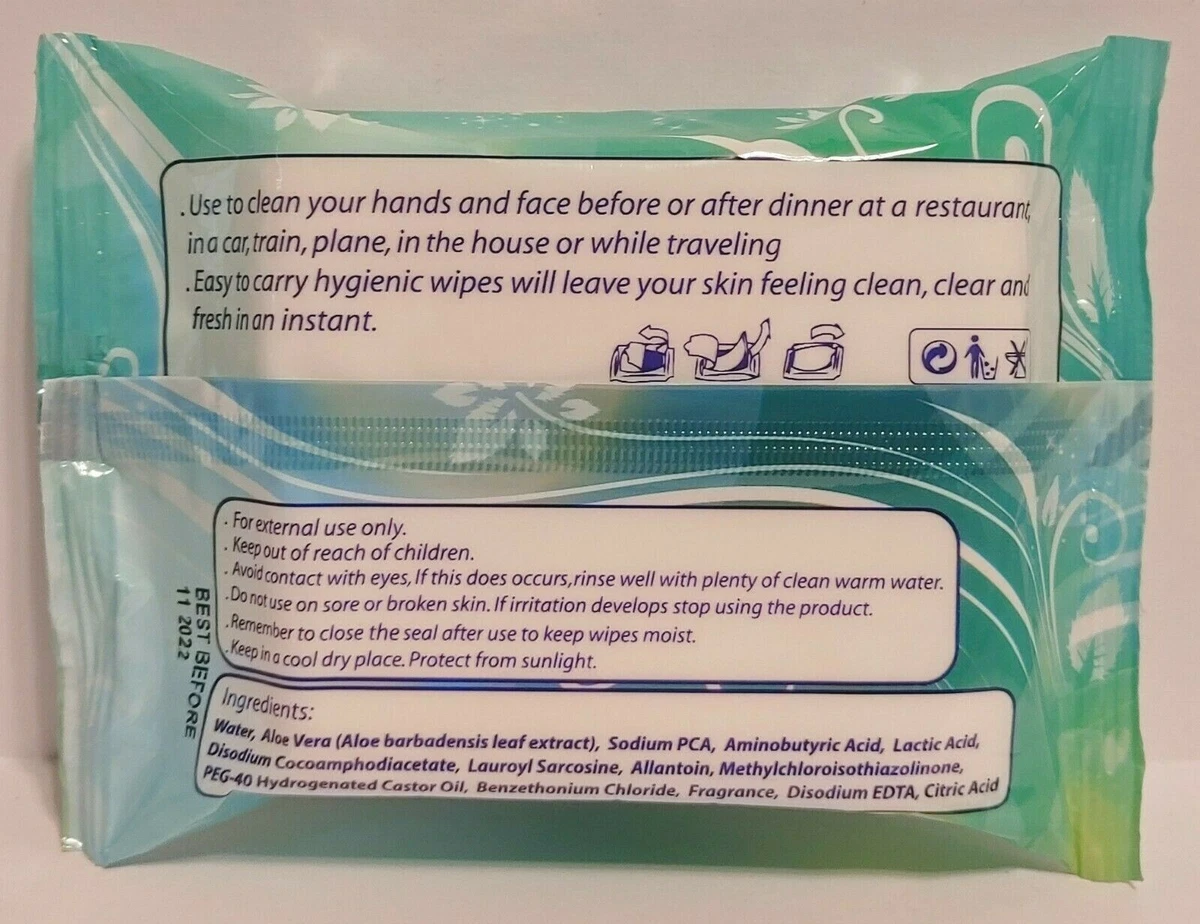 . Use to clean your hands and face before or after dinner at a restaurant,
in a car, train, plane, in the house or while traveling
. Easy to carry hygienic wipes will leave your skin feeling clean, clear and
fresh in an instant.
. For external use only.
. Keep out of reach of children.
. Avoid contact with eyes, If this does occurs, rinse well with plenty of clean warm water.
. Do not use on sore or broken skin. If irritation develops stop using the product.
. Remember to close the seal after use to keep wipes moist.
. Keep in a cool dry place. Protect from sunlight.
BEST BEFORE
11 2022
Ingredients:
Water, Aloe Vera (Aloe barbadensis leaf extract), Sodium PCA, Aminobutyric Acid, Lactic Acid,
Disodium Cocoamphodiacetate, Lauroyl Sarcosine, Allantoin, Methylchloroisothiazolinone,
PEG-40 Hydrogenated Castor Oil, Benzethonium Chloride, Fragrance, Disodium EDTA, Citric Acid